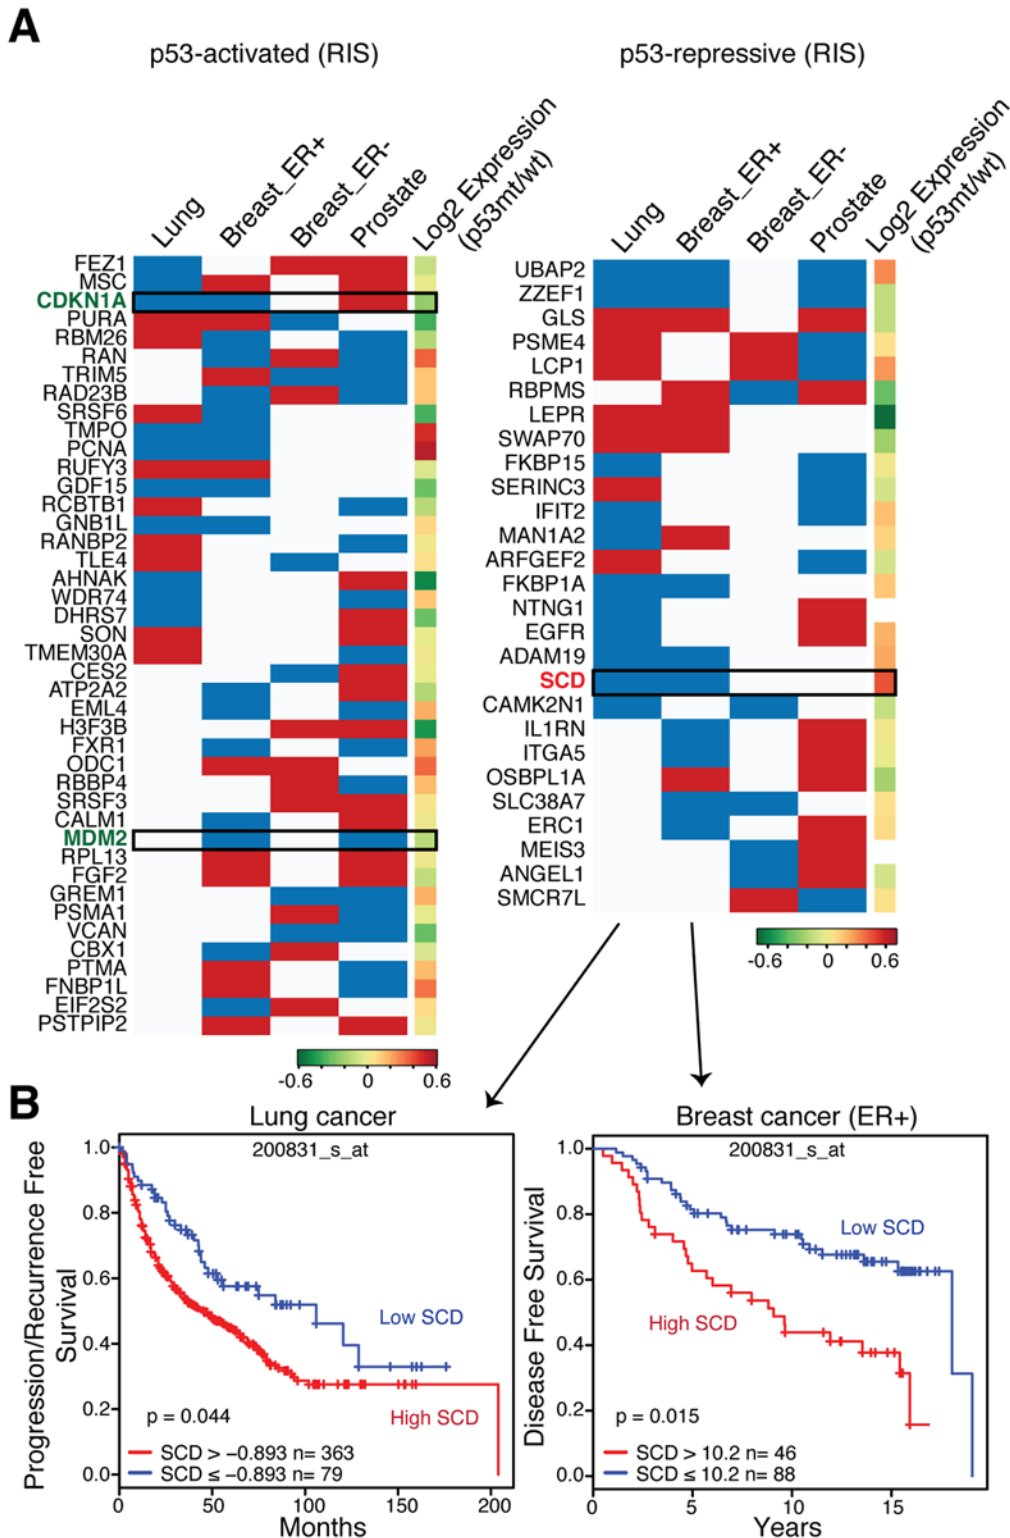 A
p53-activated (RIS)
p53-repressive (RIS)
Lung
Breast_ER+
Breast_ER-
Prostate
Log2 Expression
(p53mt/wt)
Lung
Breast_ER+
Breast_ER-
Prostate
Log2 Expression
(p53mt/wt)
FEZ1
MSC
CDKN1A
PURA
RBM26
RAN
TRIM5
RAD23B
SRSF6
TMPO
PCNA
RUFY3
GDF15
RCBTB1
GNB1L
RANBP2
TLE4
AHNAK
WDR74
DHRS7
SON
TMEM30A
CES2
ATP2A2
EML4
H3F3B
FXR1
ODC1
RBBP4
SRSF3
CALM1
MDM2
RPL13
FGF2
GREM1
PSMA1
VCAN
CBX1
PTMA
FNBP1L
EIF2S2
PSTPIP2
-0.6 0 0.6
UBAP2
ZZEF1
GLS
PSME4
LCP1
RBPMS
LEPR
SWAP70
FKBP15
SERINC3
IFIT2
MAN1A2
ARFGEF2
FKBP1A
NTNG1
EGFR
ADAM19
SCD
CAMK2N1
IL1RN
ITGA5
OSBPL1A
SLC38A7
ERC1
MEIS3
ANGEL1
SMCR7L
-0.6 0 0.6
B
Lung cancer
200831_s_at
Progression/Recurrence Free
Survival
1.0
0.8
0.6
0.4
0.2
0.0
Low SCD
High SCD
p = 0.044
SCD > −0.893 n= 363
SCD ≤ −0.893 n= 79
0 50 100 150 200
Months
Breast cancer (ER+)
200831_s_at
Disease Free Survival
1.0
0.8
0.6
0.4
0.2
0.0
Low SCD
High SCD
p = 0.015
SCD > 10.2 n= 46
SCD ≤ 10.2 n= 88
0 5 10 15
Years